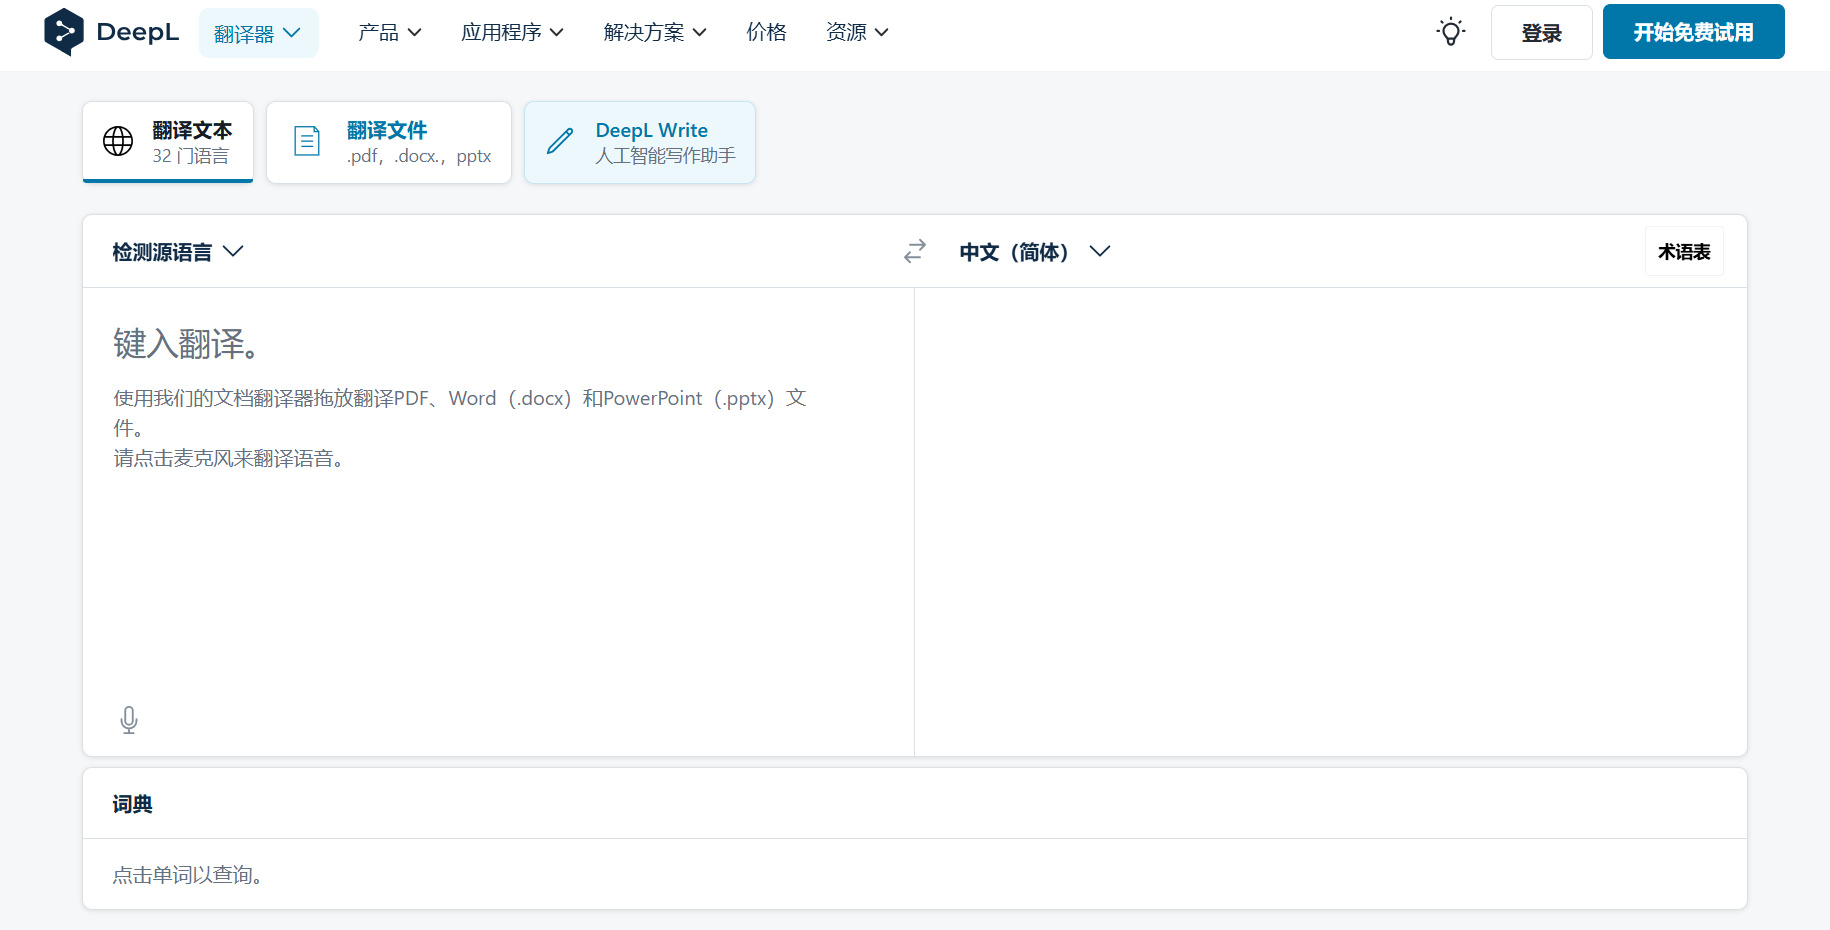 DeepL
翻译器
产品
应用程序
解决方案
价格
资源
登录
开始免费试用
翻译文本
32 门语言
翻译文件
.pdf，.docx.，pptx
DeepL Write
人工智能写作助手
检测源语言
中文（简体）
术语表
键入翻译。
使用我们的文档翻译器拖放翻译PDF、Word（.docx）和PowerPoint（.pptx）文
件。
请点击麦克风来翻译语音。
词典
点击单词以查询。